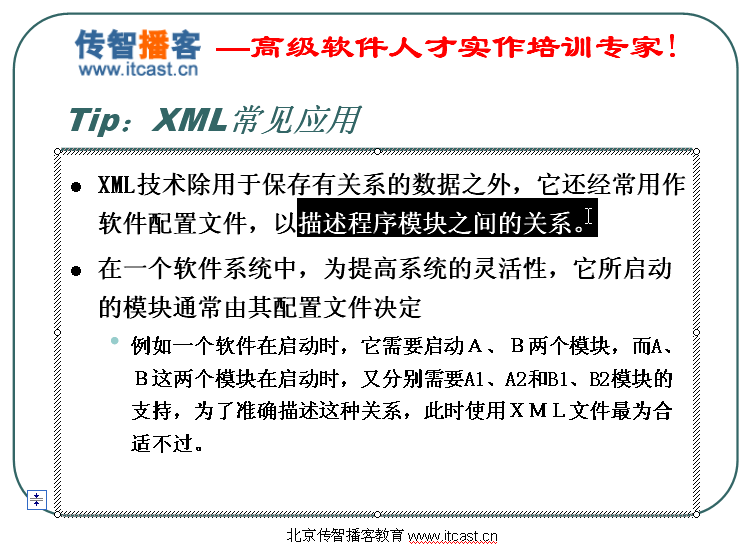 传智播客 —高级软件人才实作培训专家!
www.itcast.cn
Tip：XML常见应用
XML技术除用于保存有关系的数据之外，它还经常用作
软件配置文件，以描述程序模块之间的关系。
在一个软件系统中，为提高系统的灵活性，它所启动
的模块通常由其配置文件决定
例如一个软件在启动时，它需要启动Ａ、Ｂ两个模块，而A、
Ｂ这两个模块在启动时，又分别需要A1、A2和B1、B2模块的
支持，为了准确描述这种关系，此时使用ＸＭＬ文件最为合
适不过。
北京传智播客教育 www.itcast.cn